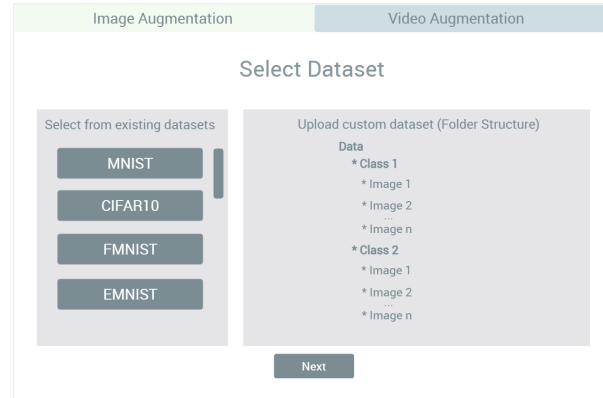 Image Augmentation
Video Augmentation
Select Dataset
Select from existing datasets
MNIST
CIFAR10
FMNIST
EMNIST
Upload custom dataset (Folder Structure)
Data
* Class 1
* Image 1
* Image 2
...
* Image n
* Class 2
* Image 1
* Image 2
...
* Image n
Next